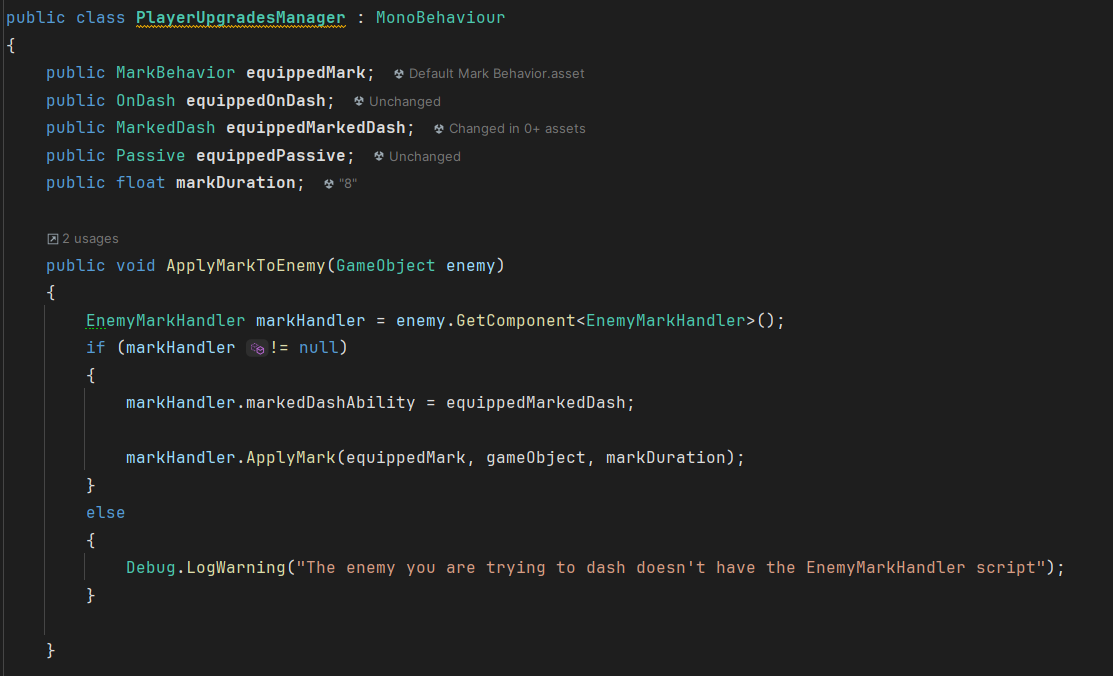 public class PlayerUpgradesManager : MonoBehaviour
{
public MarkBehavior equippedMark; Default Mark Behavior.asset
public OnDash equippedOnDash; Unchanged
public MarkedDash equippedMarkedDash; Changed in 0+ assets
public Passive equippedPassive; Unchanged
public float markDuration; "8"
2 usages
public void ApplyMarkToEnemy(GameObject enemy)
{
EnemyMarkHandler markHandler = enemy.GetComponent<EnemyMarkHandler>();
if (markHandler != null)
{
markHandler.markedDashAbility = equippedMarkedDash;
markHandler.ApplyMark(equippedMark, gameObject, markDuration);
}
else
{
Debug.LogWarning("The enemy you are trying to dash doesn't have the EnemyMarkHandler script");
}
}